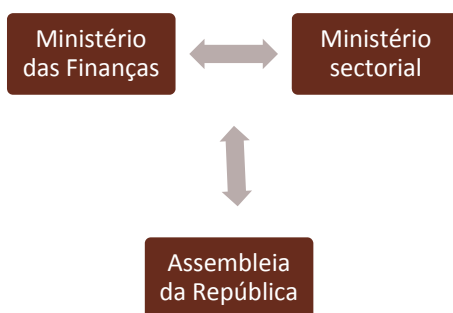 Ministério
das Finanças
Ministério
sectorial
Assembleia
da República